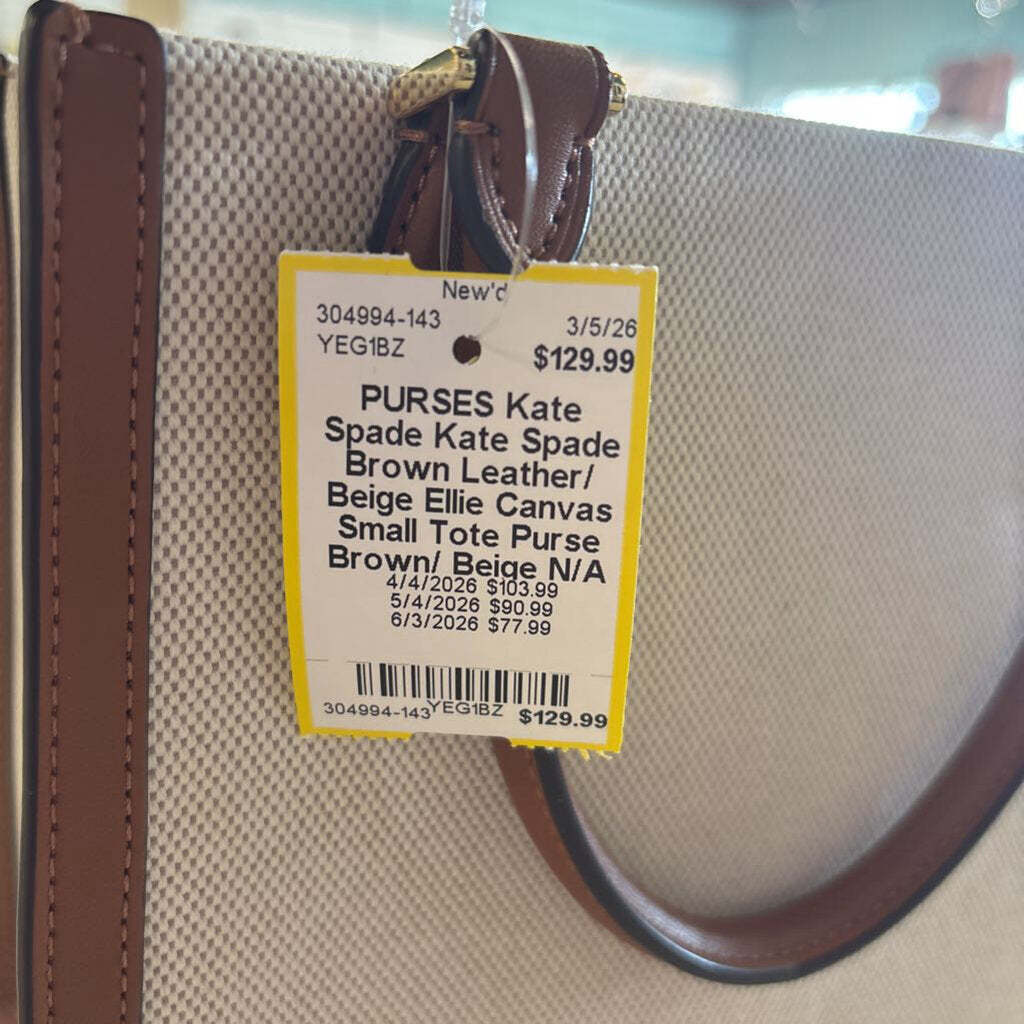 New'd
304994-143 3/5/26
YEG1BZ $129.99
PURSES Kate
Spade Kate Spade
Brown Leather/
Beige Ellie Canvas
Small Tote Purse
Brown/ Beige N/A
4/4/2026 $103.99
5/4/2026 $90.99
6/3/2026 $77.99
304994-143 YEG1BZ $129.99